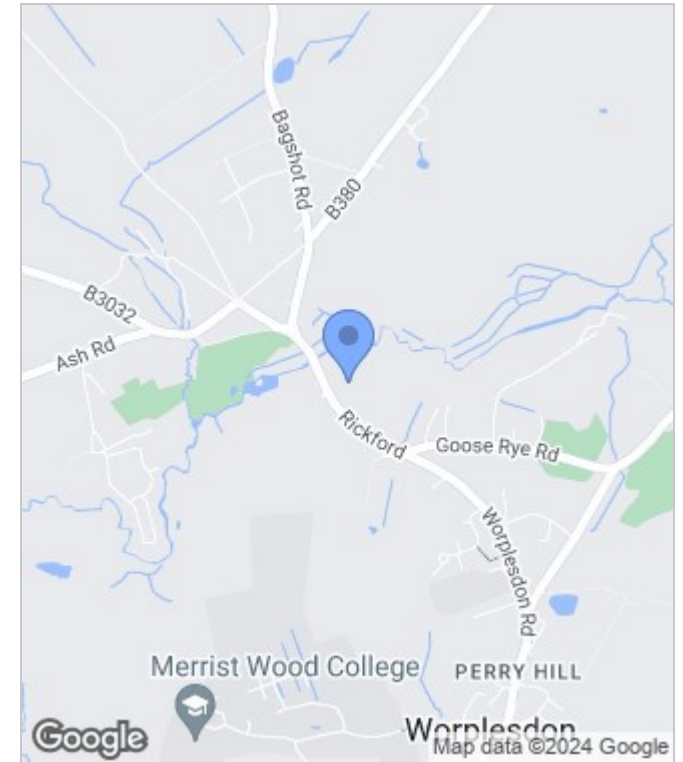 Bagshot Rd
B380
B3032
Ash Rd
Rickford
Goose Rye Rd
Worplesdon Rd
Merrist Wood College
PERRY HILL
Worplesdon
Google
Map data ©2024 Google